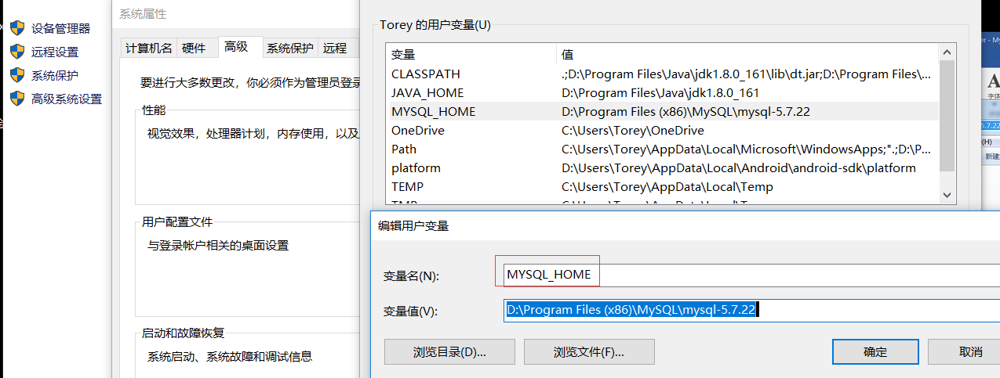 设备管理器
远程设置
系统保护
高级系统设置
系统属性
计算机名 硬件 高级 系统保护 远程
要进行大多数更改，你必须作为管理员登录
性能
视觉效果，处理器计划，内存使用，以及
用户配置文件
与登录帐户相关的桌面设置
启动和故障恢复
系统启动、系统故障和调试信息
Torey 的用户变量(U)
变量 值
CLASSPATH .;D:\Program Files\Java\jdk1.8.0_161\lib\dt.jar;D:\Program Files\...
JAVA_HOME D:\Program Files\Java\jdk1.8.0_161
MYSQL_HOME D:\Program Files (x86)\MySQL\mysql-5.7.22
OneDrive C:\Users\Torey\OneDrive
Path C:\Users\Torey\AppData\Local\Microsoft\WindowsApps;".;D:\P...
platform D:\Users\Torey\AppData\Local\Android\android-sdk\platform
TEMP C:\Users\Torey\AppData\Local\Temp
编辑用户变量
变量名(N): MYSQL_HOME
变量值(V): D:\Program Files (x86)\MySQL\mysql-5.7.22
浏览目录(D)... 浏览文件(F)... 确定 取消
er - My
A
字体
5.7.22
(H)
新建